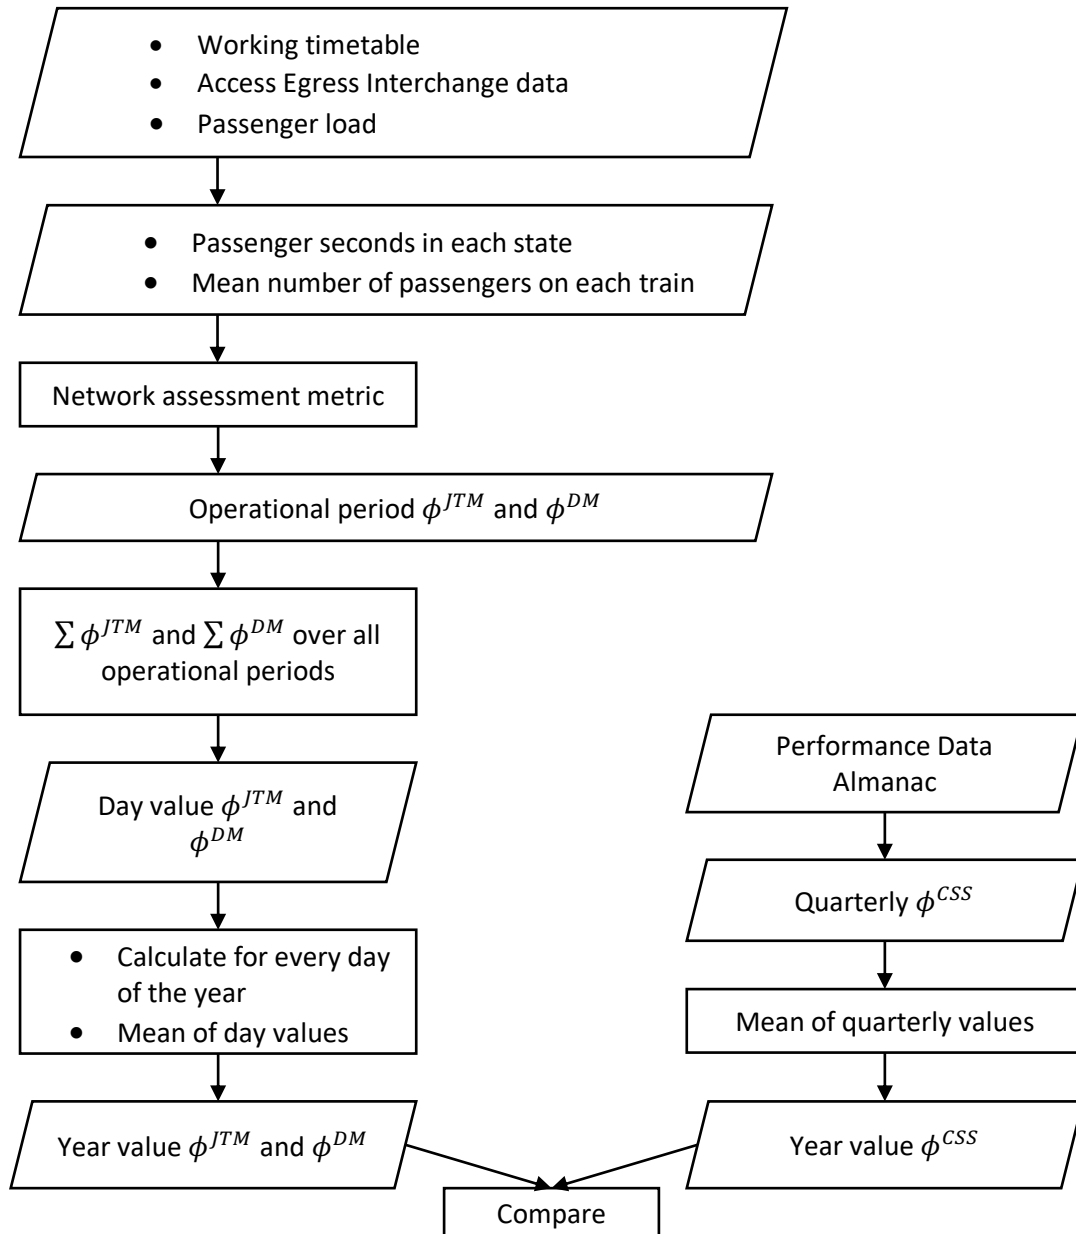 • Working timetable
• Access Egress Interchange data
• Passenger load
• Passenger seconds in each state
• Mean number of passengers on each train
Network assessment metric
Operational period ϕ^{JTM} and ϕ^{DM}
∑ ϕ^{JTM} and ∑ ϕ^{DM} over all
operational periods
Day value ϕ^{JTM} and
ϕ^{DM}
• Calculate for every day
of the year
• Mean of day values
Year value ϕ^{JTM} and ϕ^{DM}
Performance Data
Almanac
Quarterly ϕ^{CSS}
Mean of quarterly values
Year value ϕ^{CSS}
Compare